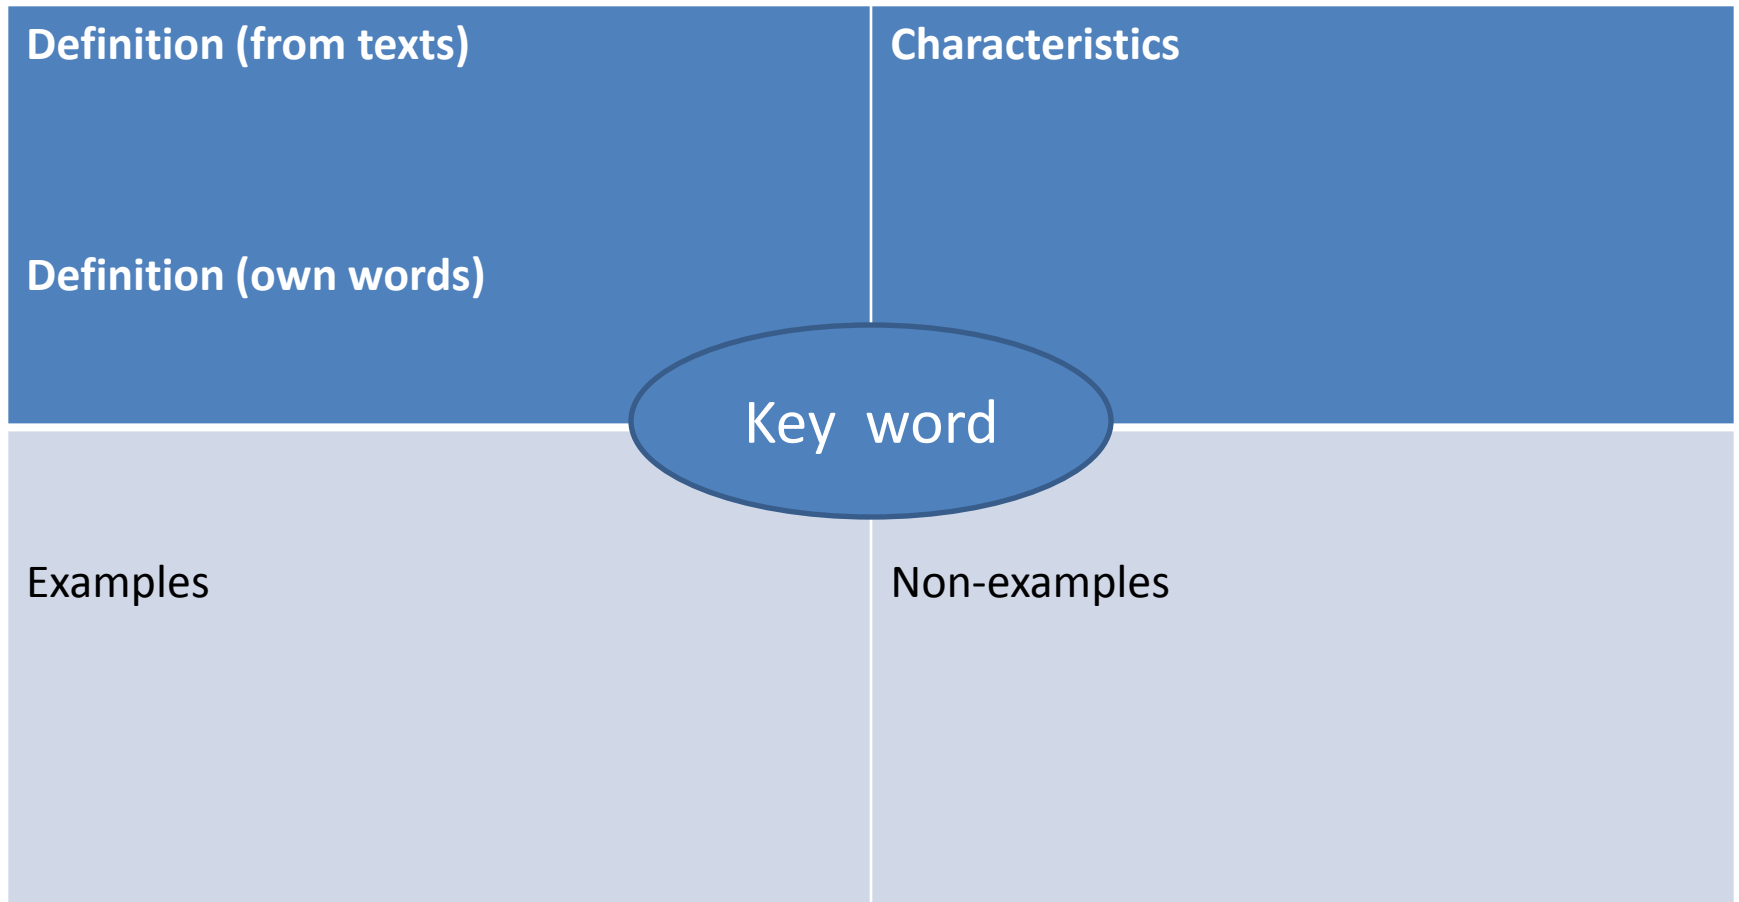 Definition (from texts)
Characteristics
Definition (own words)
Key word
Examples
Non-examples